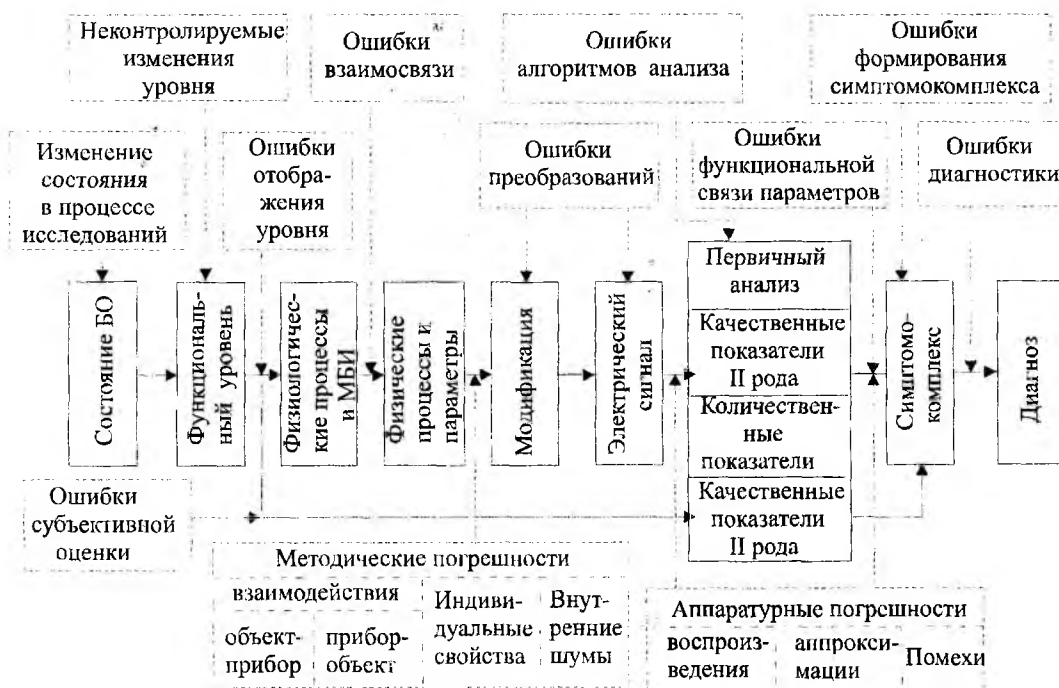 Неконтролируемые
изменения
уровня
Ошибки
взаимосвязи
Ошибки
алгоритмов анализа
Ошибки
формирования
симптомокомплекса
Изменение
состояния
в процессе
исследований
Ошибки
отобра-
жения
уровня
Ошибки
преобразований
Ошибки
функциональной
связи параметров
Ошибки
диагностики
Состояние БО
Функциональ-
ный уровень
Физиологичес-
кие процессы
и МБИ
Физические
процессы и
параметры
Модификация
Электрический
сигнал
Первичный
анализ
Качественные
показатели
II рода
Количествен-
ные
показатели
Качественные
показатели
II рода
Симптомо-
комплекс
Диагноз
Ошибки
субъективной
оценки
Методические погрешности
взаимодействия
объект-
прибор
прибор-
объект
Индиви-
дуальные
свойства
Внут-
ренние
шумы
Аппаратурные погрешности
воспроиз-
ведения
аппрокси-
мации
Помехи